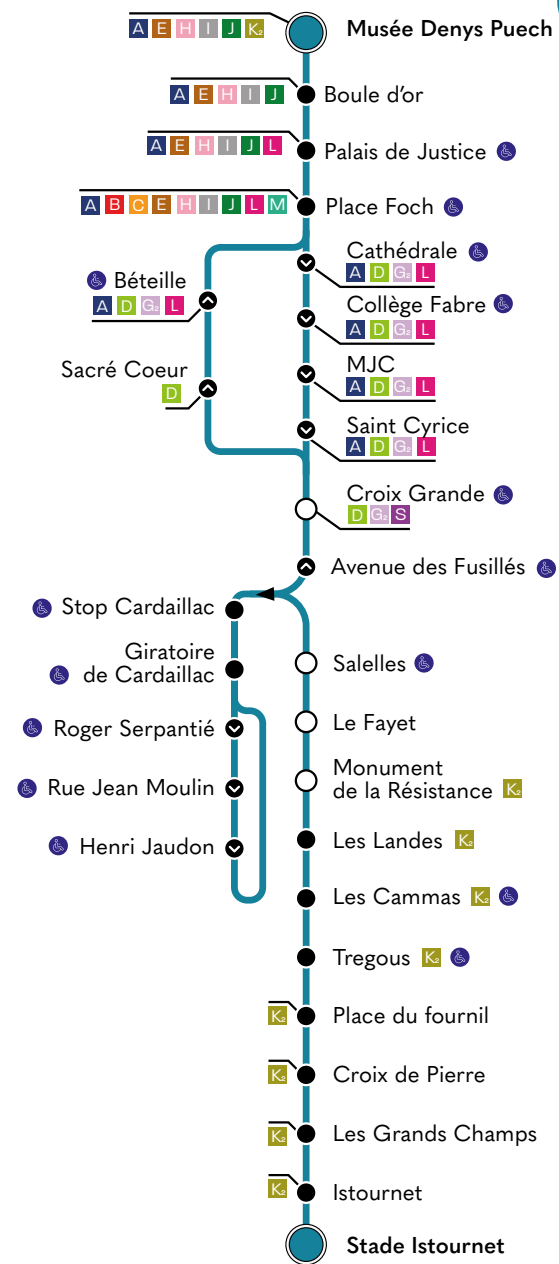 A E H I J K2
Musée Denys Puech
A E H I J
Boule d'or
A E H I J L
Palais de Justice
A B C E H I J L M
Place Foch
Cathédrale
A D G2 L
Béteille
A D G2 L
Collège Fabre
A D G2 L
Sacré Coeur
D
MJC
A D G2 L
Saint Cyrice
A D G2 L
Croix Grande
D G2 S
Avenue des Fusillés
Stop Cardaillac
Giratoire
de Cardaillac
Roger Serpantié
Rue Jean Moulin
Henri Jaudon
Salelles
Le Fayet
Monument
de la Résistance K2
Les Landes K2
Les Cammas K2
Tregous K2
K2 Place du fournil
K2 Croix de Pierre
K2 Les Grands Champs
K2 Istournet
Stade Istournet